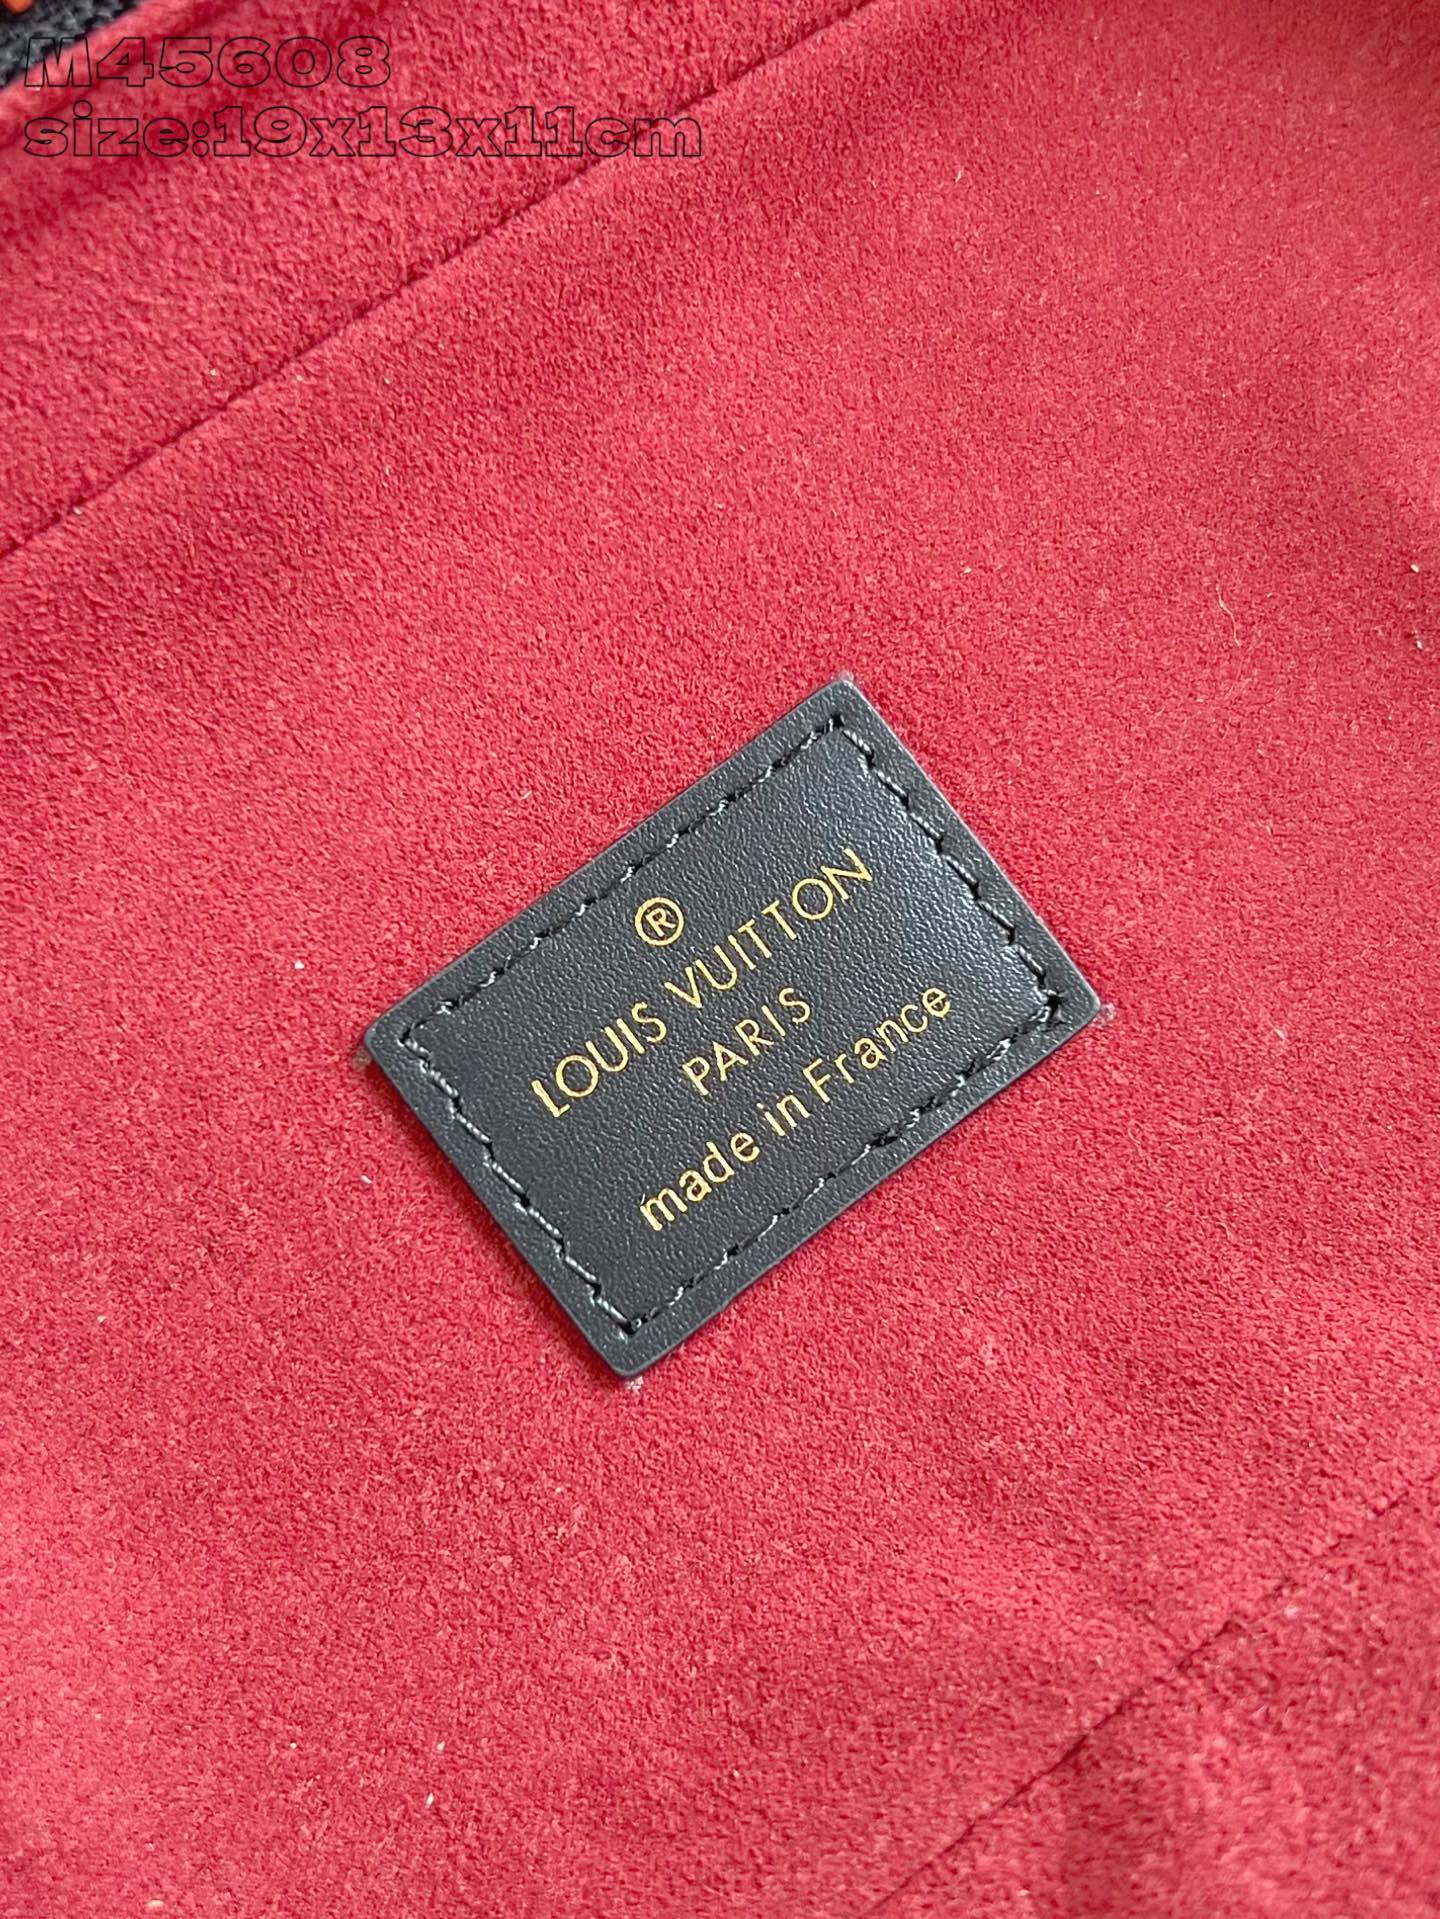 M45608
size:19x13x11cm
®
LOUIS VUITTON
PARIS
made in France